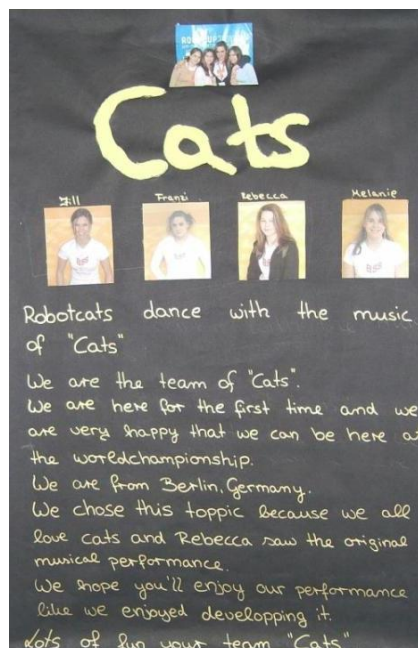 Cats
Jill Franzi Rebecca Melanie
Robotcats dance with the music
of "Cats"
We are the team of "Cats".
We are here for the first time and we
are very happy that we can be here at
the worldchampionship.
We are from Berlin, Germany.
We chose this toppic because we all
love cats and Rebecca saw the original
musical performance.
We hope you'll enjoy our performance
like we enjoyed developping it.
Lots of fun your team "Cats"